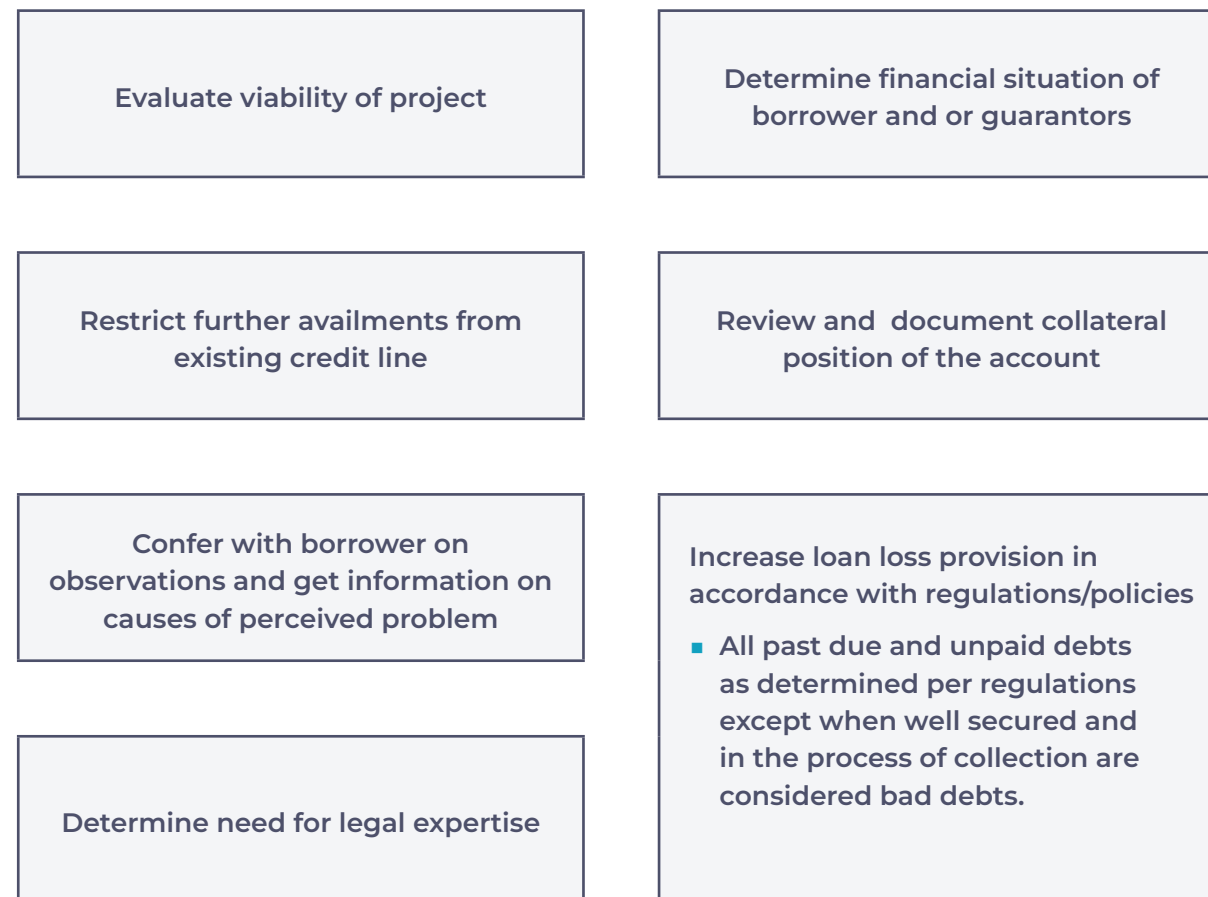 Evaluate viability of project
Determine financial situation of
borrower and or guarantors
Restrict further availments from
existing credit line
Review and  document collateral
position of the account
Confer with borrower on
observations and get information on
causes of perceived problem
Increase loan loss provision in
accordance with regulations/policies
▪ All past due and unpaid debts
as determined per regulations
except when well secured and
in the process of collection are
considered bad debts.
Determine need for legal expertise